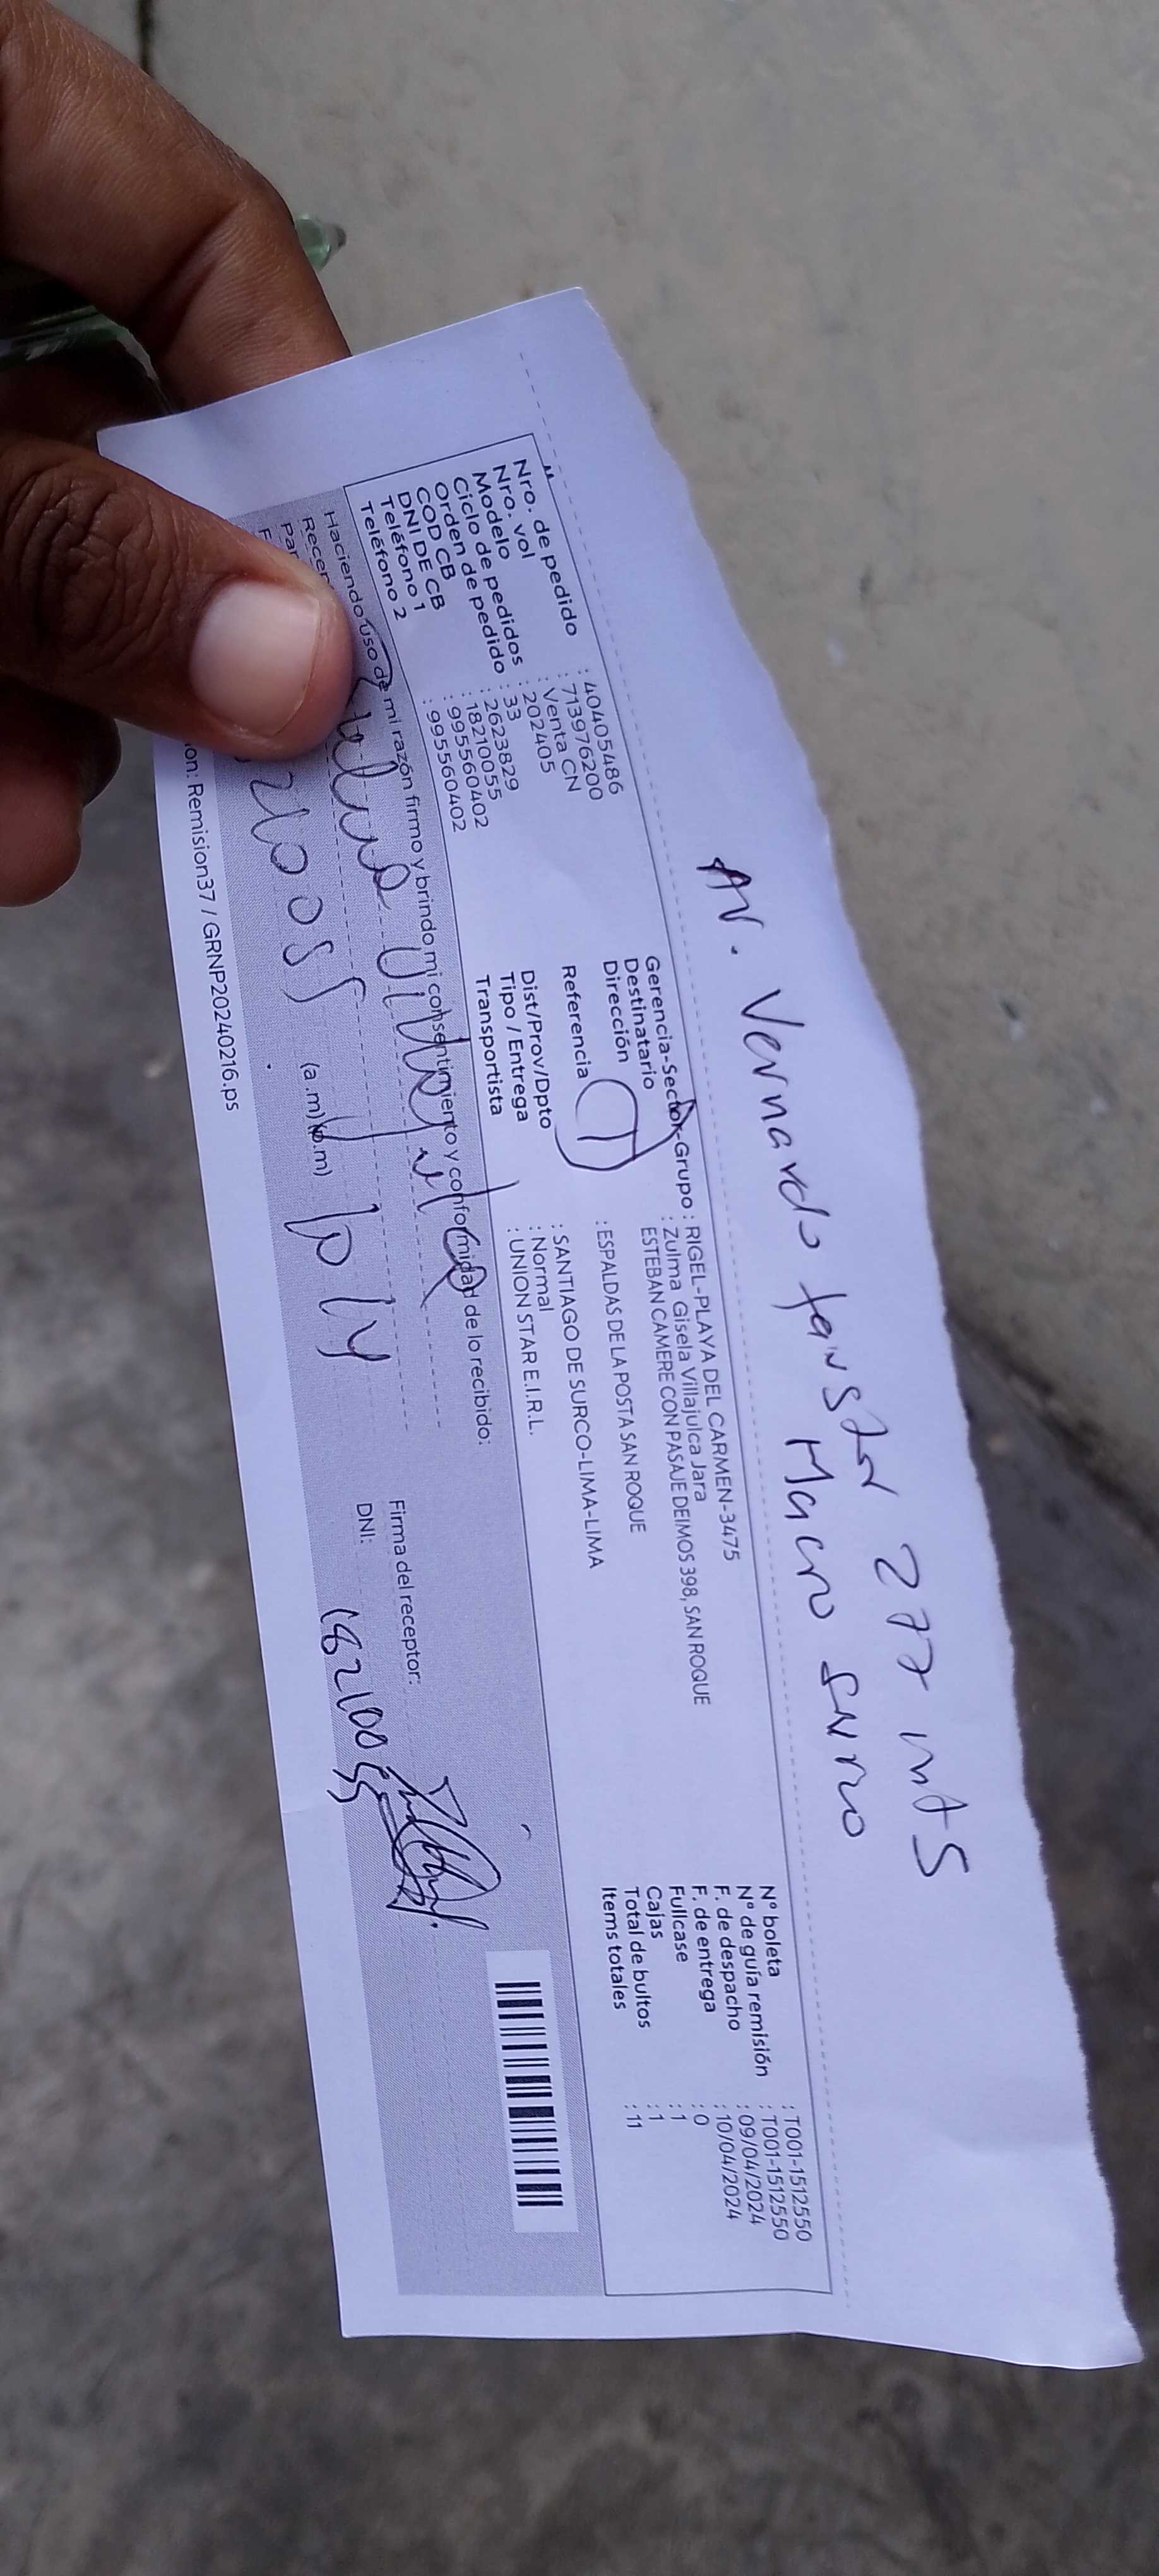 AV. Vernardo
2777 mts
Macro surco
Nro. de pedido : 40405486
Nro. vol : 713976200
Modelo : Venta CN
Ciclo de pedidos : 202405
Orden de pedido : 33
COD CB : 2623829
DNI DE CB : 18210055
Teléfono 1 : 995560402
Teléfono 2 : 995560402
Gerencia-Sector-Grupo : RIGEL-PLAYA DEL CARMEN-3475
Destinatario : Zulma Gisela Villajulca Jara
Dirección ESTEBAN CAMERE CON PASAJE DEIMOS 398, SAN ROQUE
Referencia : ESPALDAS DE LA POSTA SAN ROQUE
Dist/Prov/Dpto : SANTIAGO DE SURCO-LIMA-LIMA
Tipo / Entrega : Normal
Transportista : UNION STAR E.I.R.L.
N° boleta : T001-1512550
N° de guía remisión : T001-1512550
F. de despacho : 09/04/2024
F. de entrega : 10/04/2024
Fullcase : 0
Cajas : 1
Total de bultos : 1
Items totales : 11
Haciendo uso de mi razón firmo y brindo mi consentimiento y conformidad de lo recibido:
(a.m) (p.m)
Firma del receptor:
DNI: 18210055
Remision37 / GRNP20240216.ps